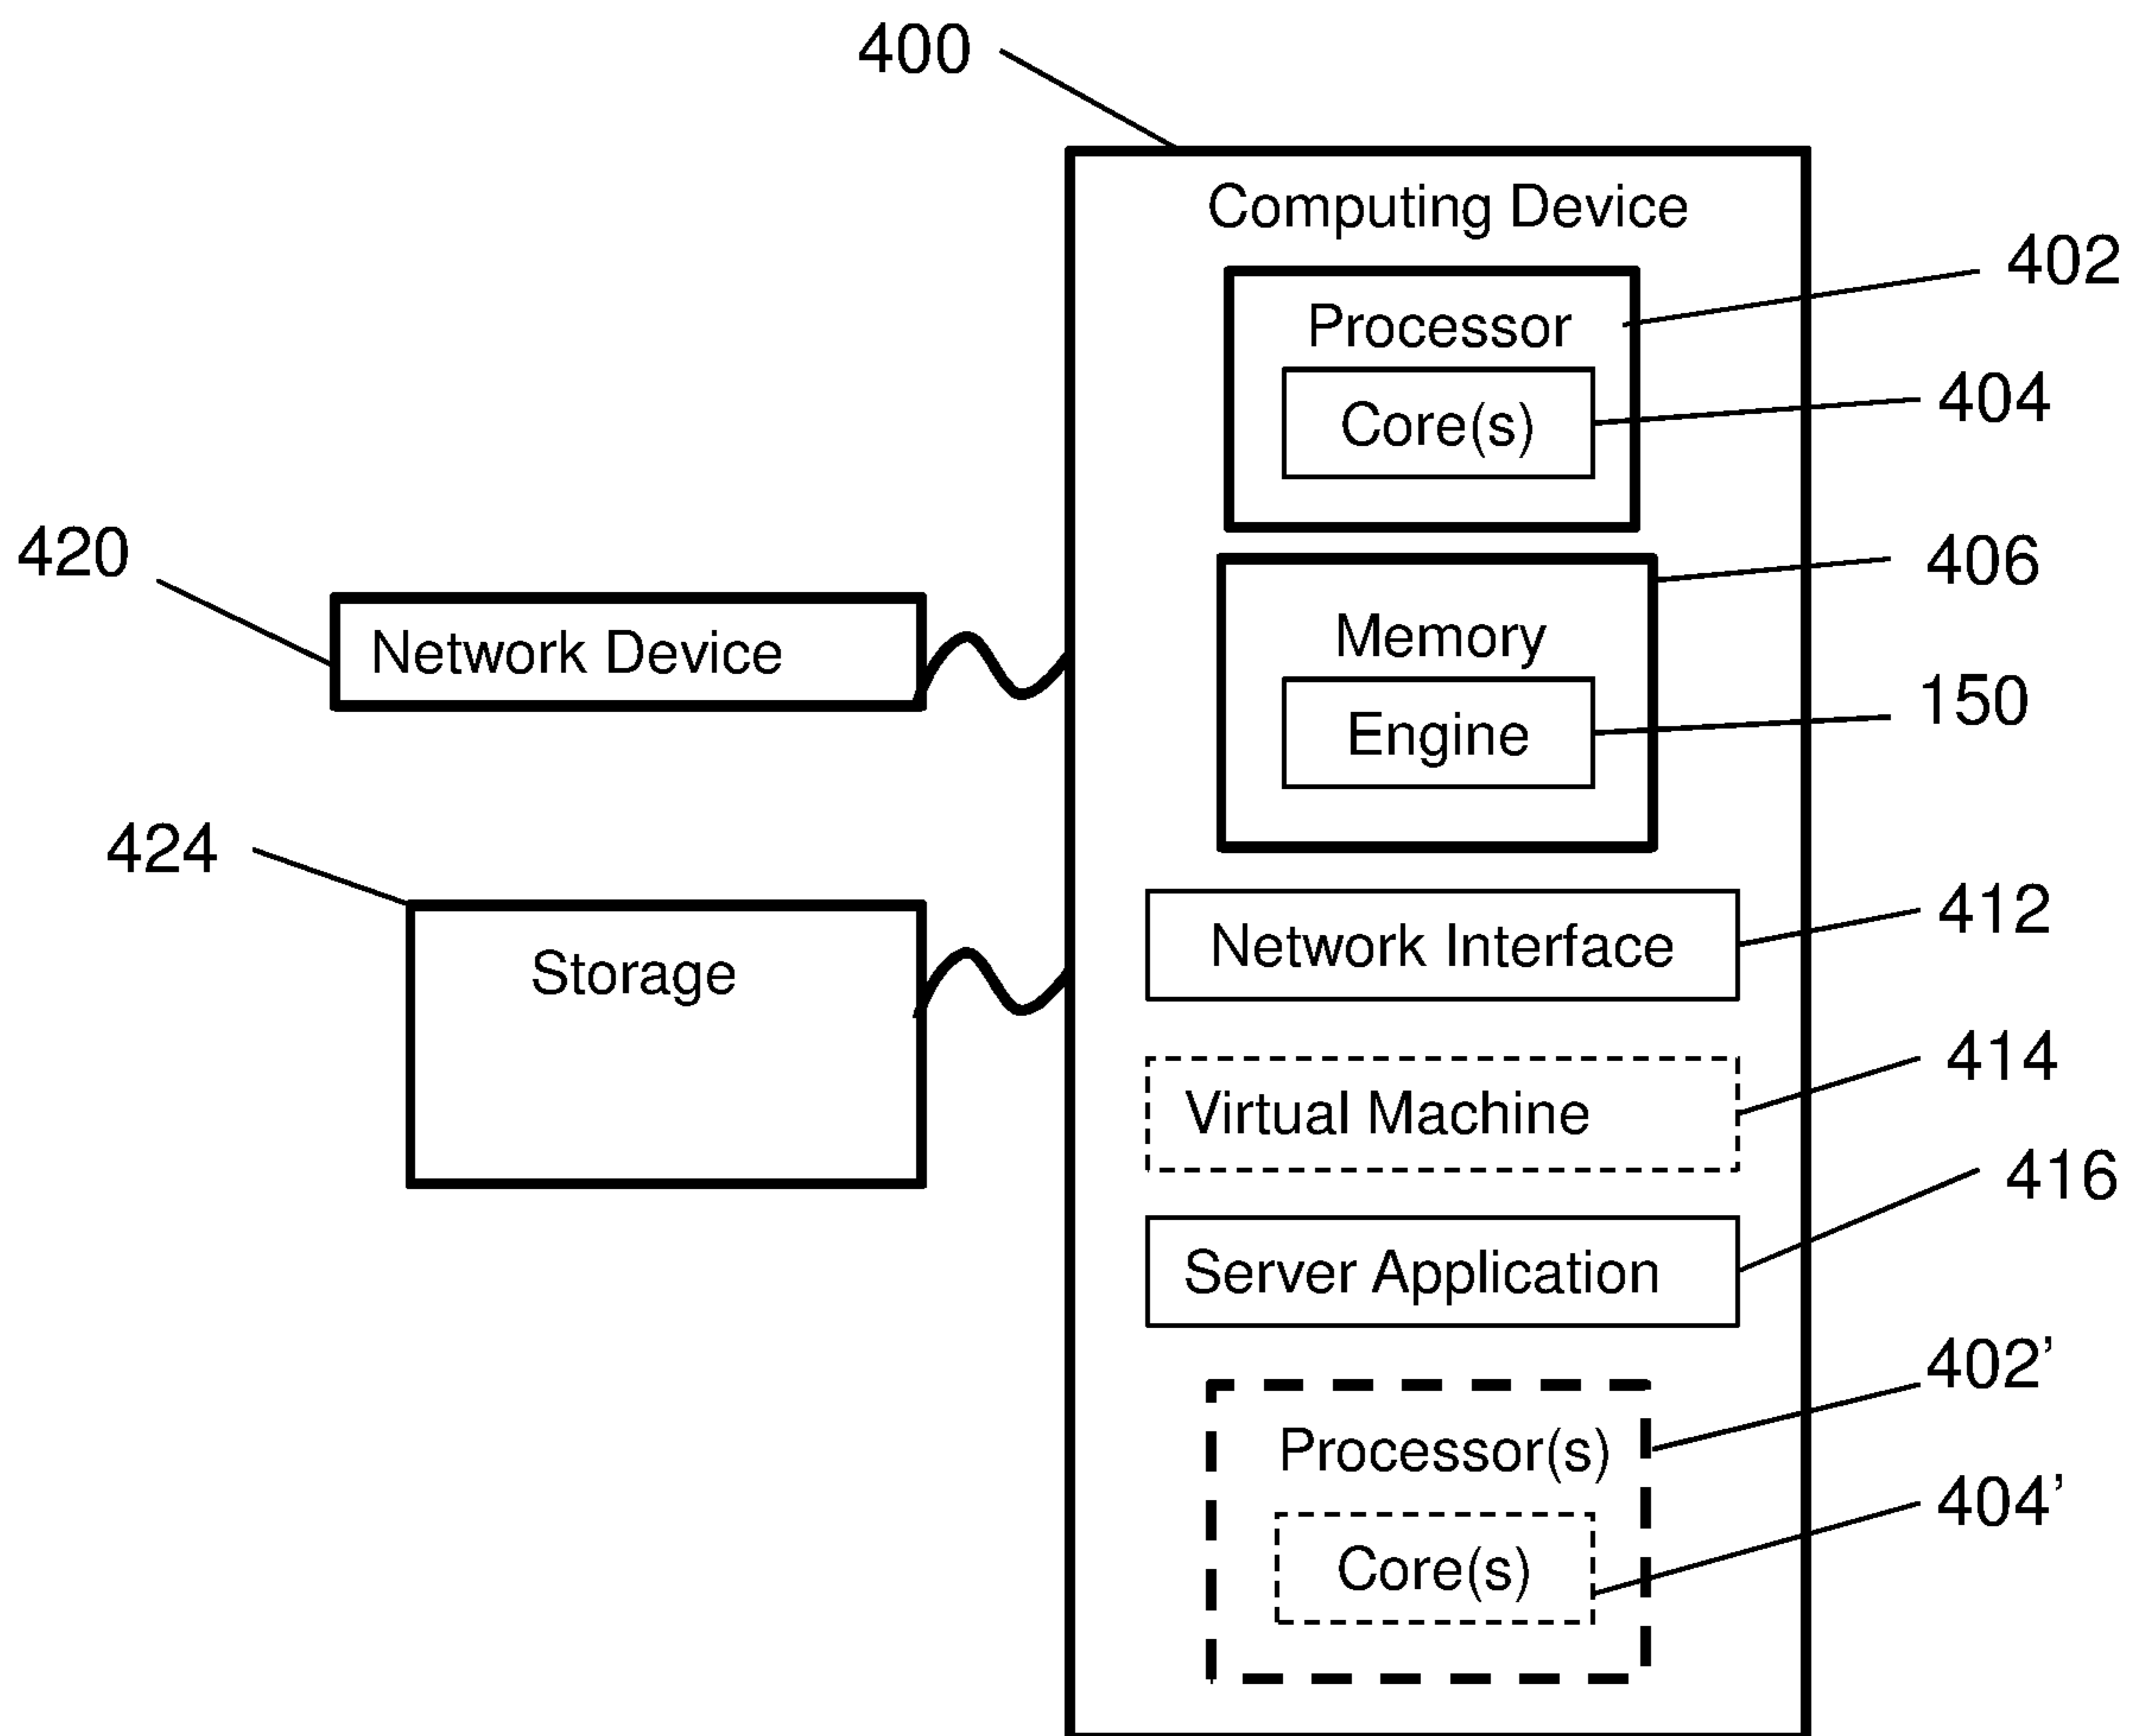 400
Computing Device
402
Processor
404
Core(s)
420
406
Network Device
Memory
150
Engine
424
412
Storage
Network Interface
414
Virtual Machine
416
Server Application
402’
Processor(s)
404’
Core(s)